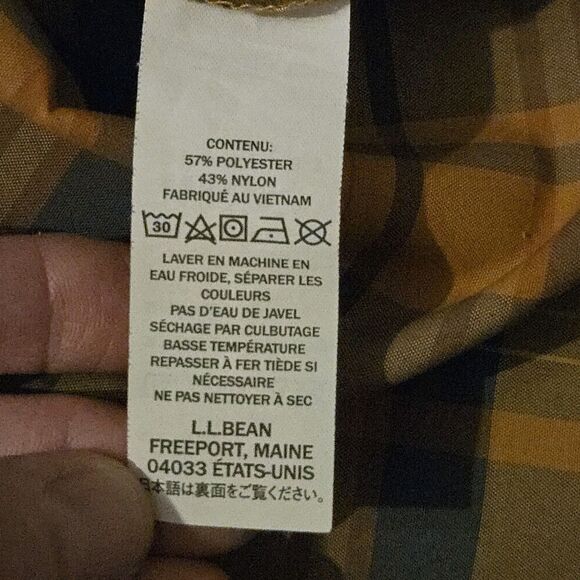 CONTENU:
57% POLYESTER
43% NYLON
FABRIQUÉ AU VIETNAM
30
LAVER EN MACHINE EN
EAU FROIDE, SÉPARER LES
COULEURS
PAS D'EAU DE JAVEL
SÉCHAGE PAR CULBUTAGE
BASSE TEMPÉRATURE
REPASSER À FER TIÈDE SI
NÉCESSAIRE
NE PAS NETTOYER À SEC
L.L.BEAN
FREEPORT, MAINE
04033 ÉTATS-UNIS
日本語は裏面をご覧ください。